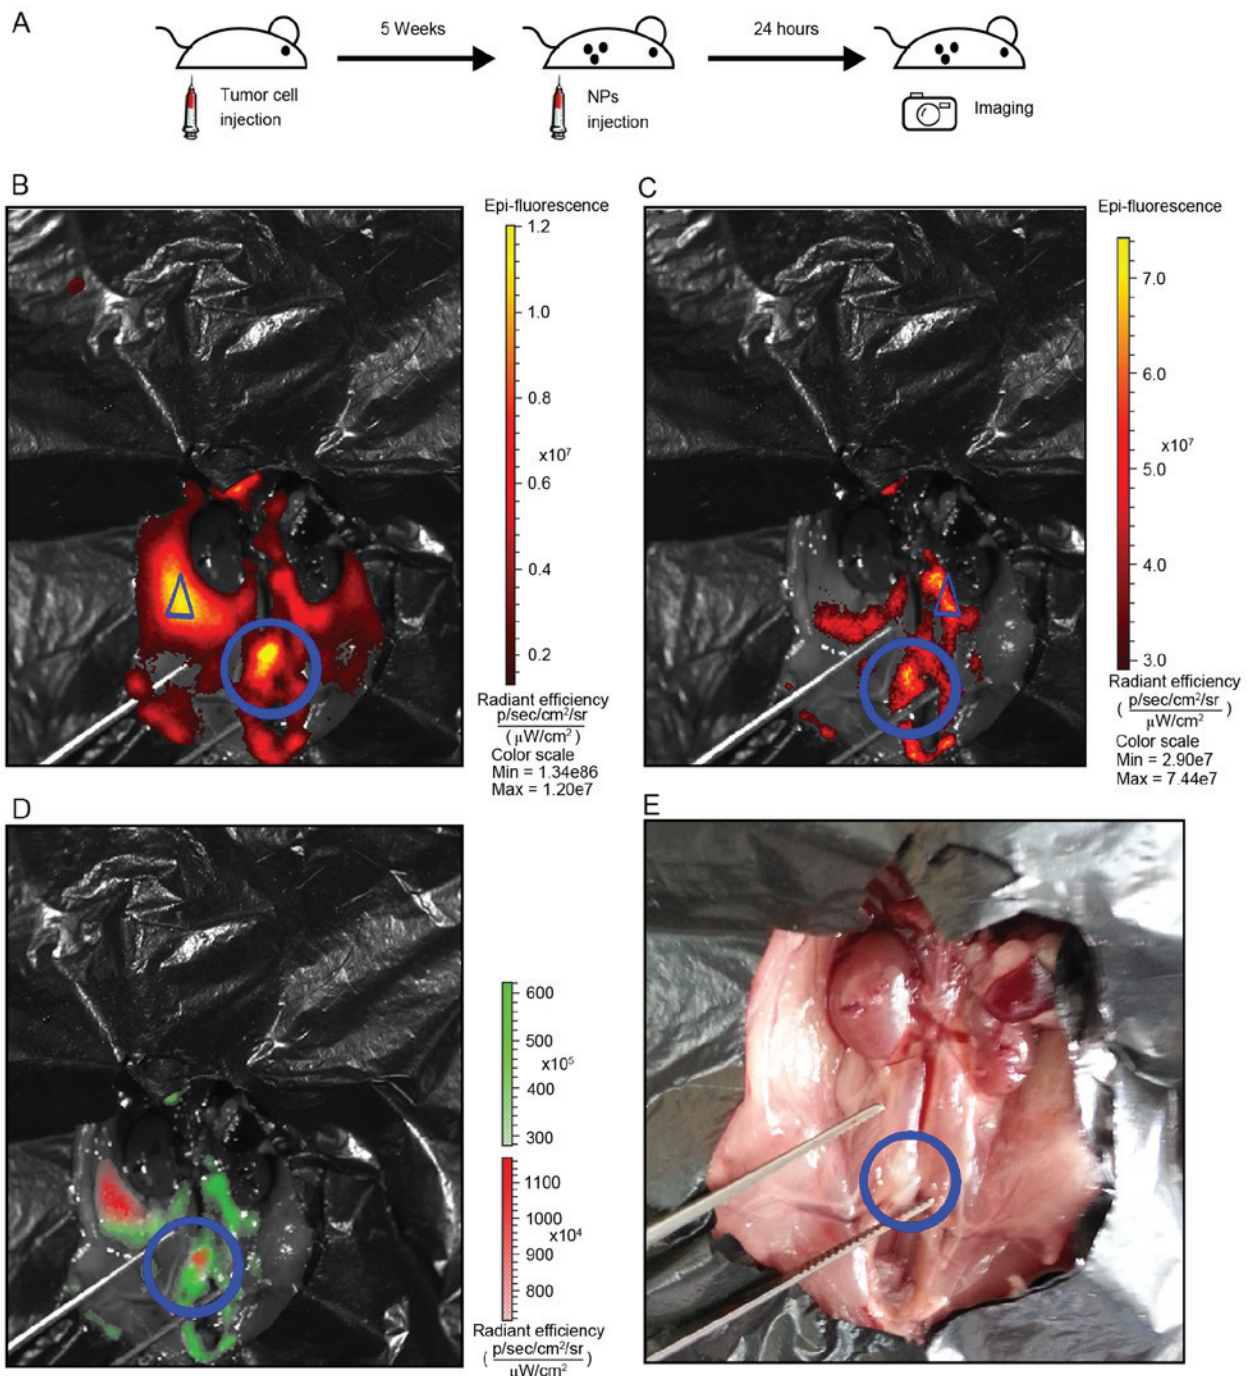 A
5 Weeks
24 hours
Tumor cell
injection
NPs
injection
Imaging
B
Epi-fluorescence
1.2
1.0
0.8
x10⁷
0.6
0.4
0.2
Radiant efficiency
p/sec/cm²/sr
(µW/cm²)
Color scale
Min = 1.34e86
Max = 1.20e7
C
Epi-fluorescence
7.0
6.0
x10⁷
5.0
4.0
3.0
Radiant efficiency
(p/sec/cm²/sr)
µW/cm²
Color scale
Min = 2.90e7
Max = 7.44e7
D
600
500
x10⁵
400
300
1100
1000
x10⁴
900
800
Radiant efficiency
(p/sec/cm²/sr)
µW/cm²
E